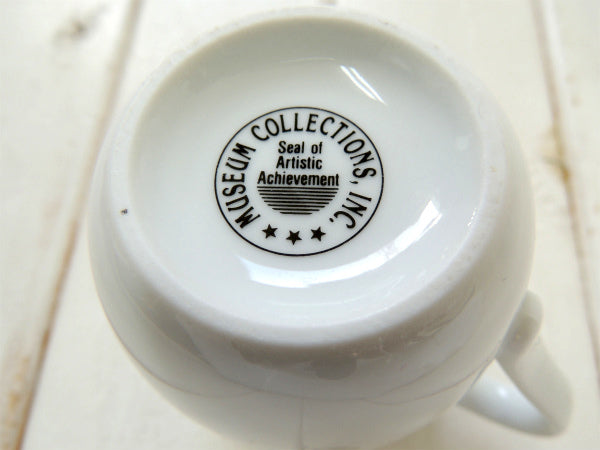 MUSEUM COLLECTIONS, INC.
Seal of
Artistic
Achievement